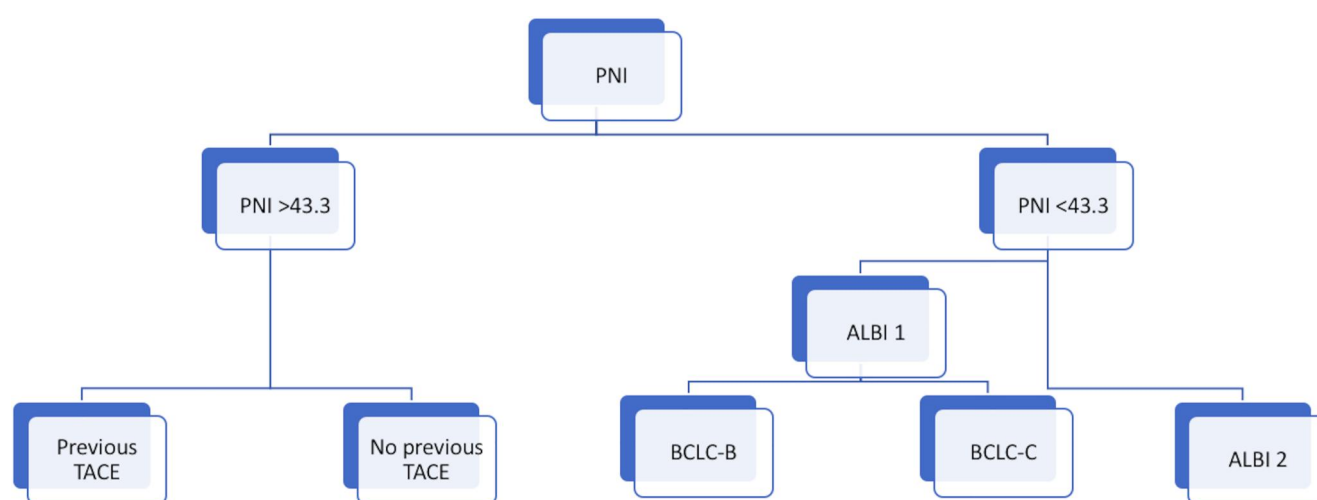 PNI
PNI >43.3
PNI <43.3
ALBI 1
Previous
TACE
No previous
TACE
BCLC-B
BCLC-C
ALBI 2